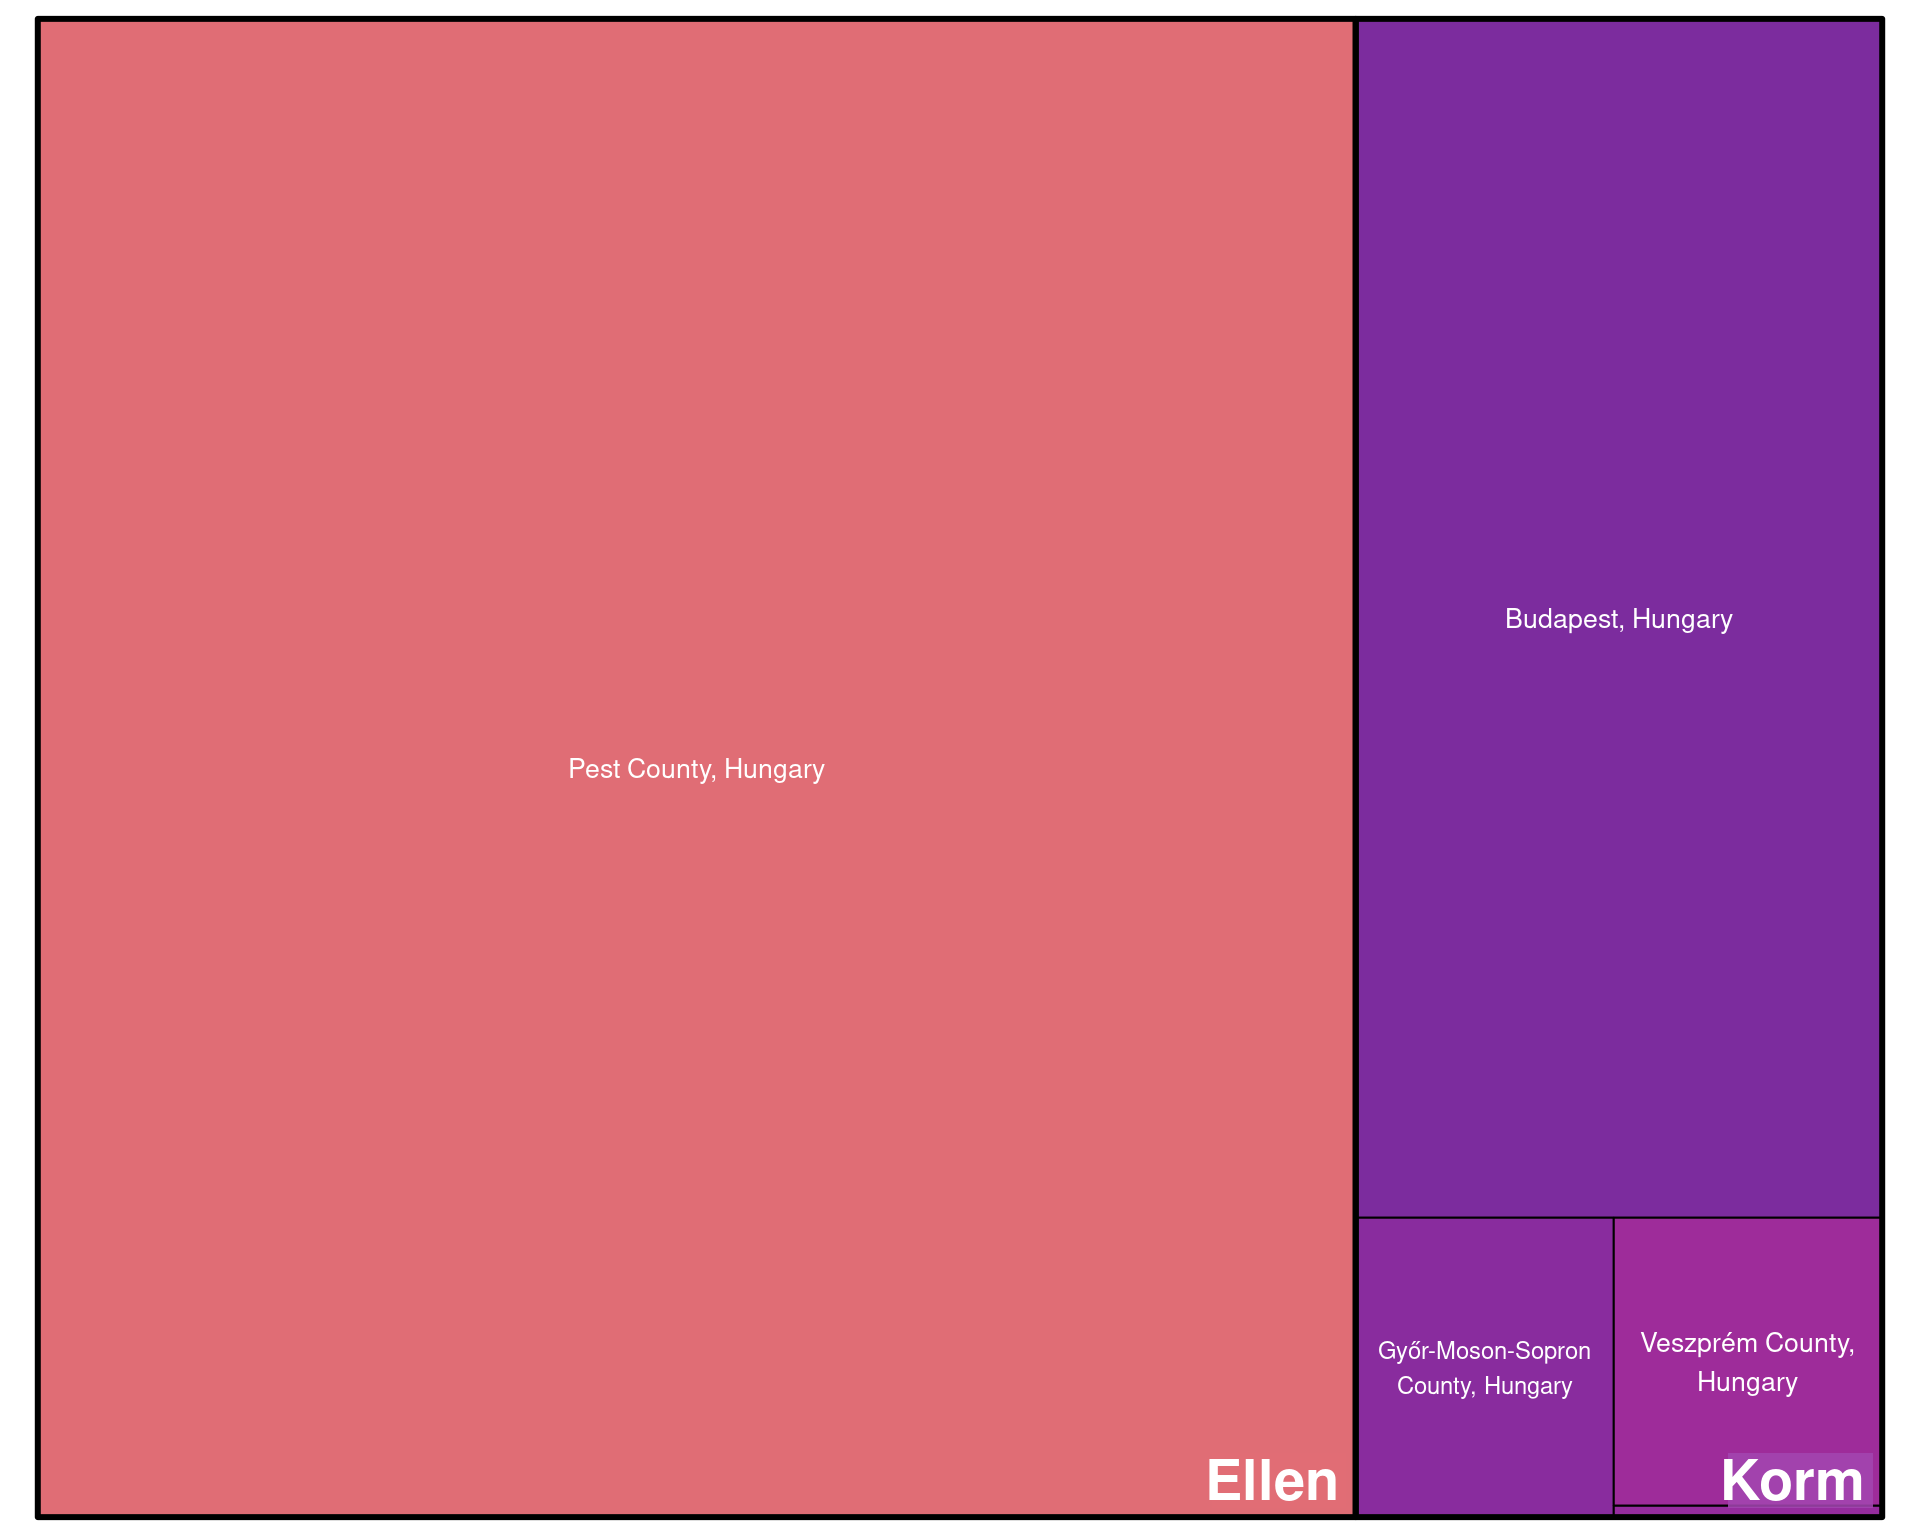 Budapest, Hungary
Pest County, Hungary
Győr-Moson-Sopron
County, Hungary
Veszprém County,
Hungary
Ellen
Korm